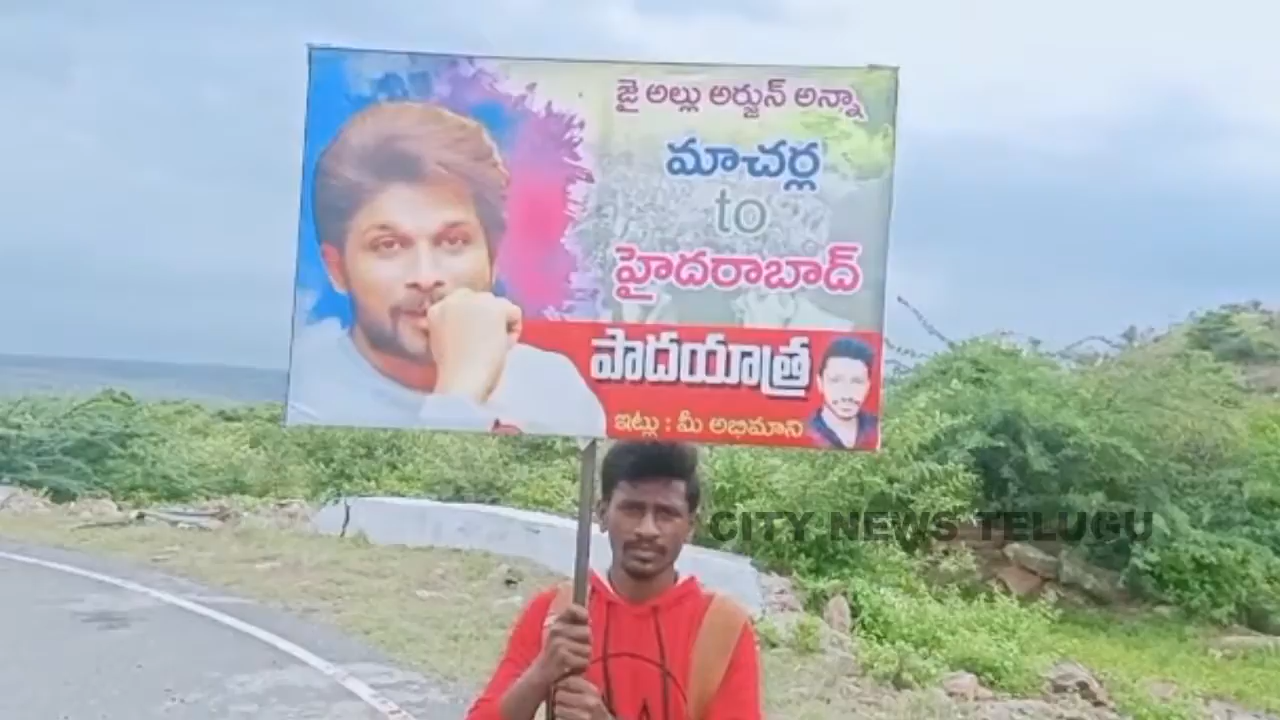 జై అల్లు అర్జున్ అన్నా
మాచర్ల
to
హైదరాబాద్
పాదయాత్ర
ఇట్లు : మీ అభిమాని
CITY NEWS TELUGU